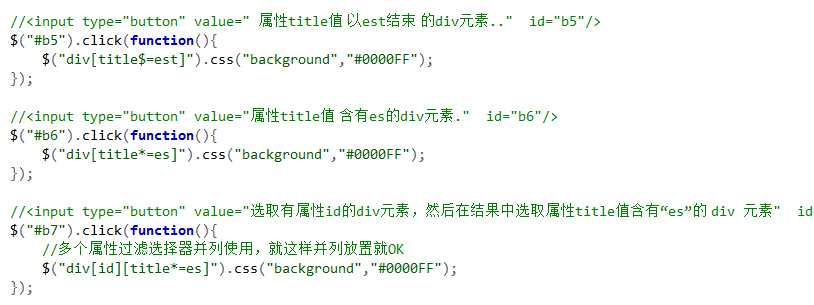 //<input type="button" value=" 属性title值 以est结束 的div元素.."  id="b5"/>
$("#b5").click(function(){
    $("div[title$=est]").css("background","#0000FF");
});
//<input type="button" value="属性title值 含有es的div元素."  id="b6"/>
$("#b6").click(function(){
    $("div[title*=es]").css("background","#0000FF");
});
//<input type="button" value="选取有属性id的div元素，然后在结果中选取属性title值含有“es”的 div 元素"  id
$("#b7").click(function(){
    //多个属性过滤选择器并列使用，就这样并列放置就OK
    $("div[id][title*=es]").css("background","#0000FF");
});